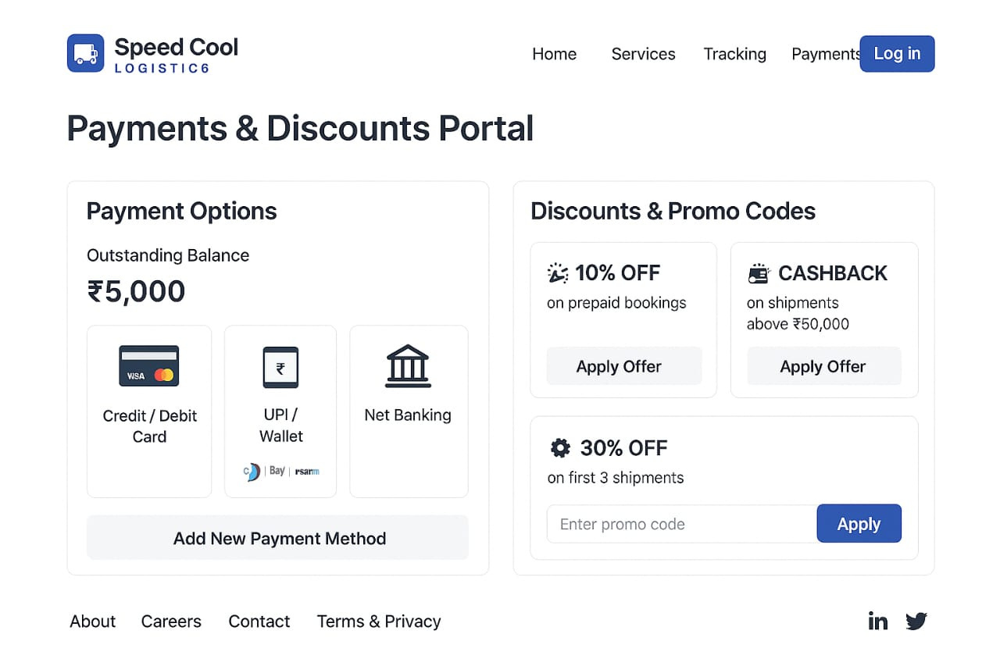 Speed Cool
LOGISTIC6
Home Services Tracking Payments Log in
Payments & Discounts Portal
Payment Options
Outstanding Balance
₹5,000
VISA
Credit / Debit
Card
₹
UPI /
Wallet
Bay
Net Banking
Add New Payment Method
Discounts & Promo Codes
10% OFF
on prepaid bookings
Apply Offer
CASHBACK
on shipments
above ₹50,000
Apply Offer
30% OFF
on first 3 shipments
Enter promo code Apply
About Careers Contact Terms & Privacy
in